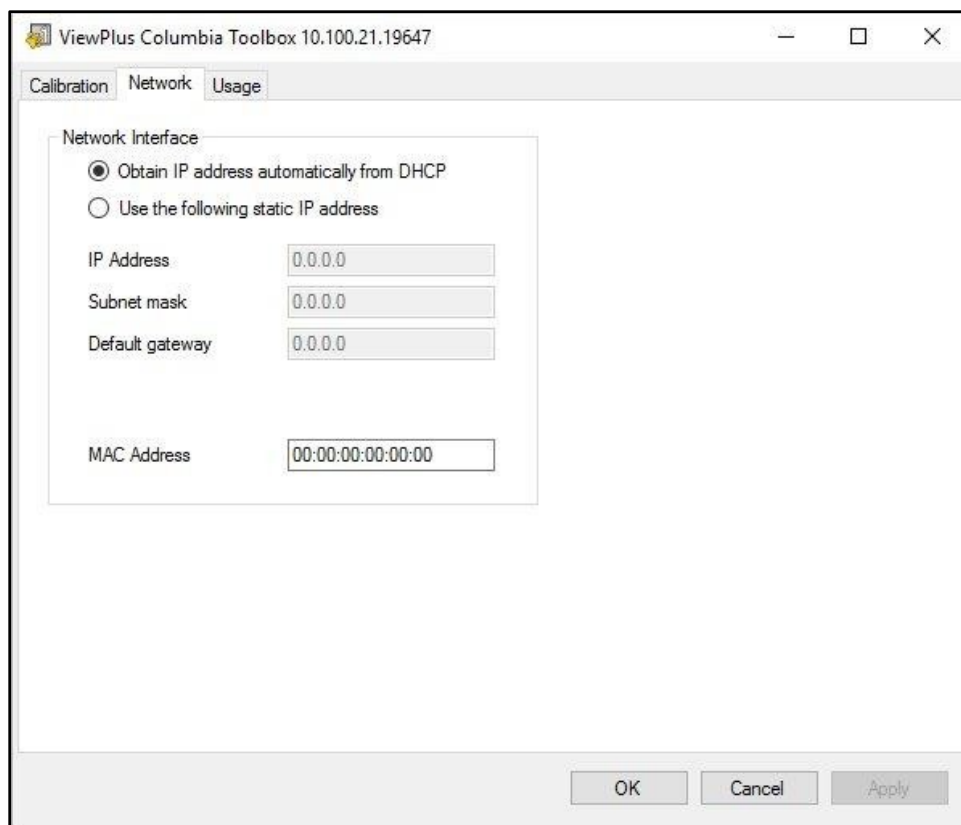 ViewPlus Columbia Toolbox 10.100.21.19647
Calibration Network Usage
Network Interface
Obtain IP address automatically from DHCP
Use the following static IP address
IP Address 0.0.0.0
Subnet mask 0.0.0.0
Default gateway 0.0.0.0
MAC Address 00:00:00:00:00:00
OK Cancel Apply